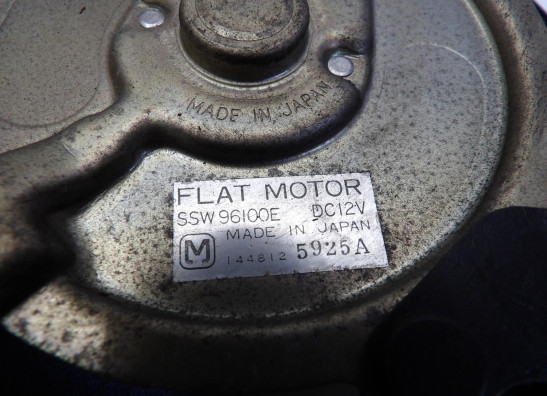 MADE IN JAPAN
FLAT MOTOR
SSW96100E DC12V
MADE IN JAPAN
M 144812 5925A